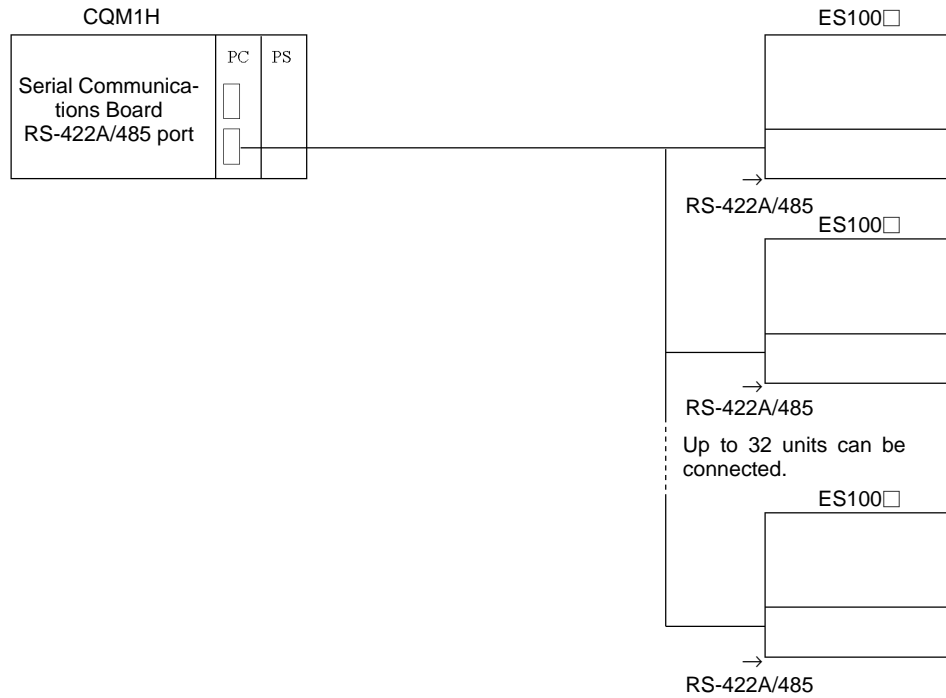 CQM1H
ES100□
PC
PS
Serial Communica-
tions Board
RS-422A/485 port
→
RS-422A/485
ES100□
→
RS-422A/485
Up to 32 units can be
connected.
ES100□
→
RS-422A/485